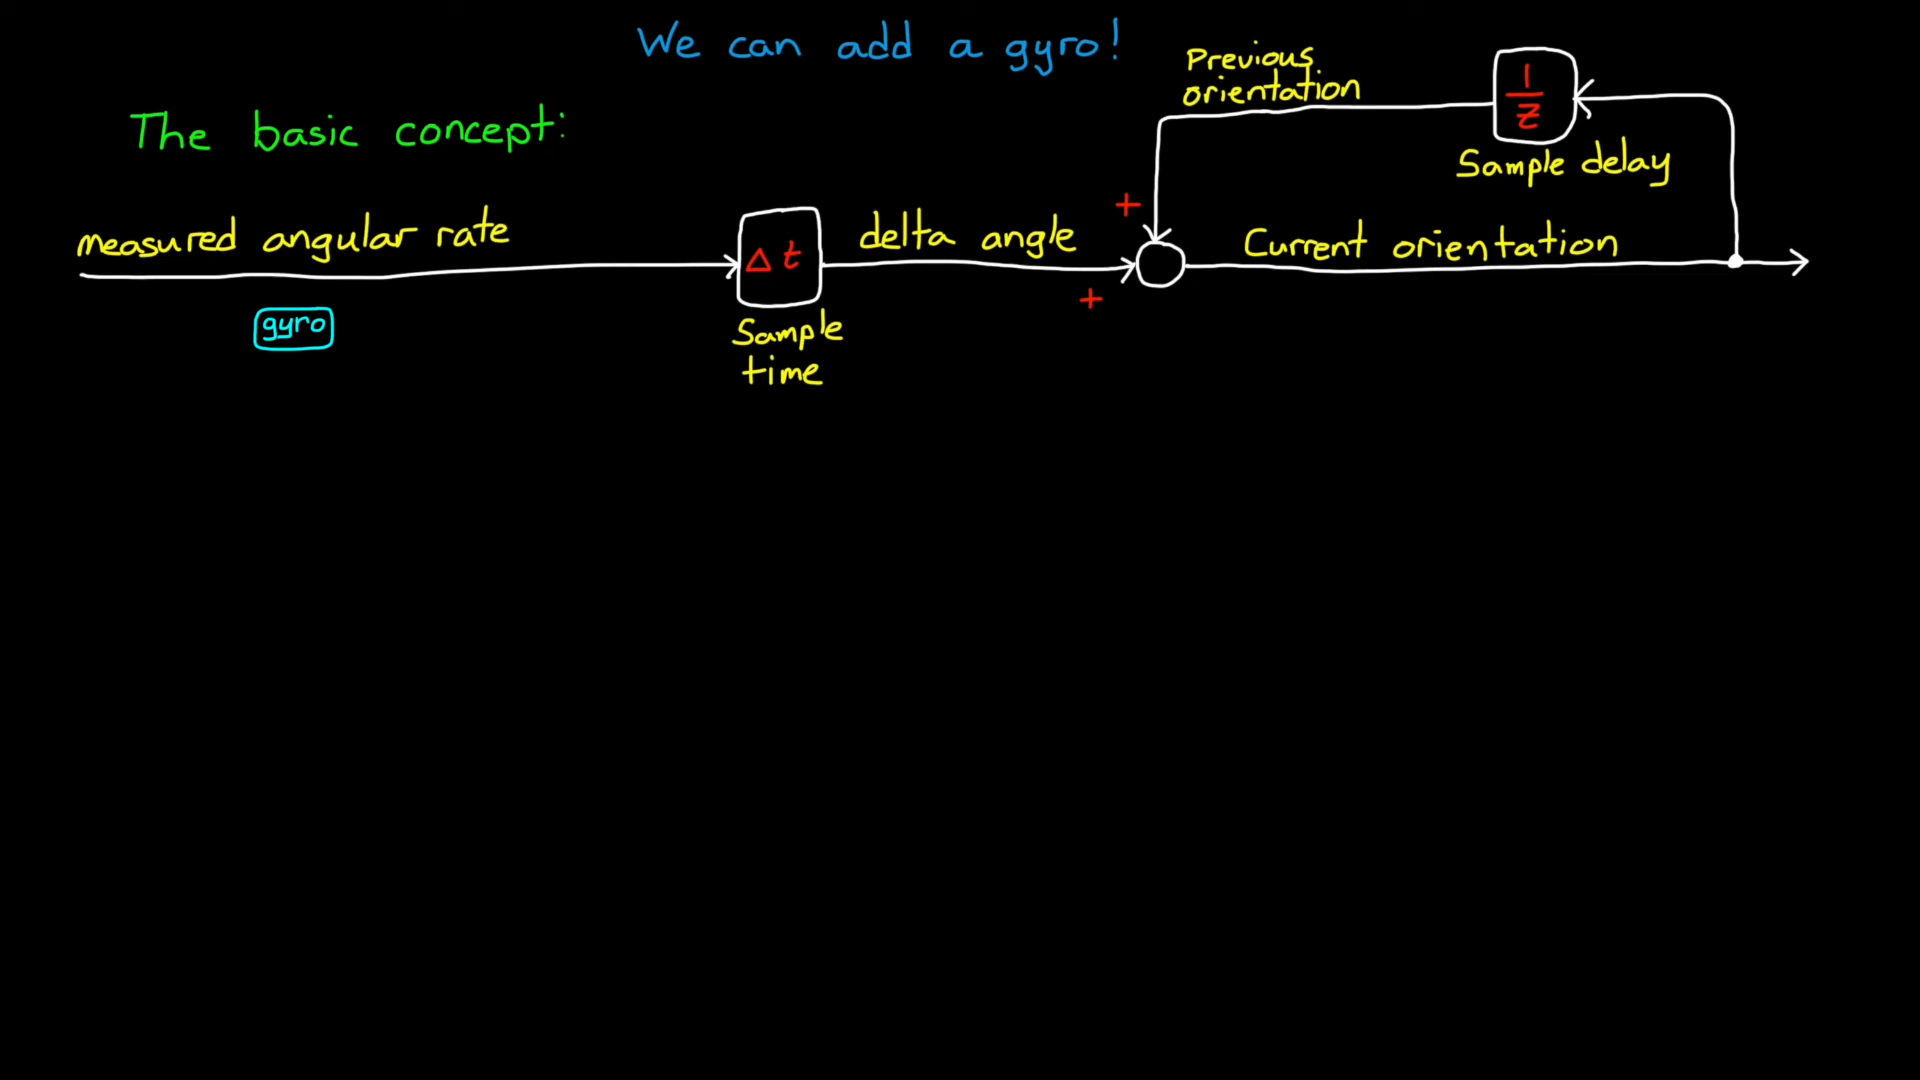 We can add a gyro!
The basic concept:
Previous
orientation
1
z
Sample delay
measured angular rate
Δt
delta angle
+
+
Current orientation
gyro
Sample
time